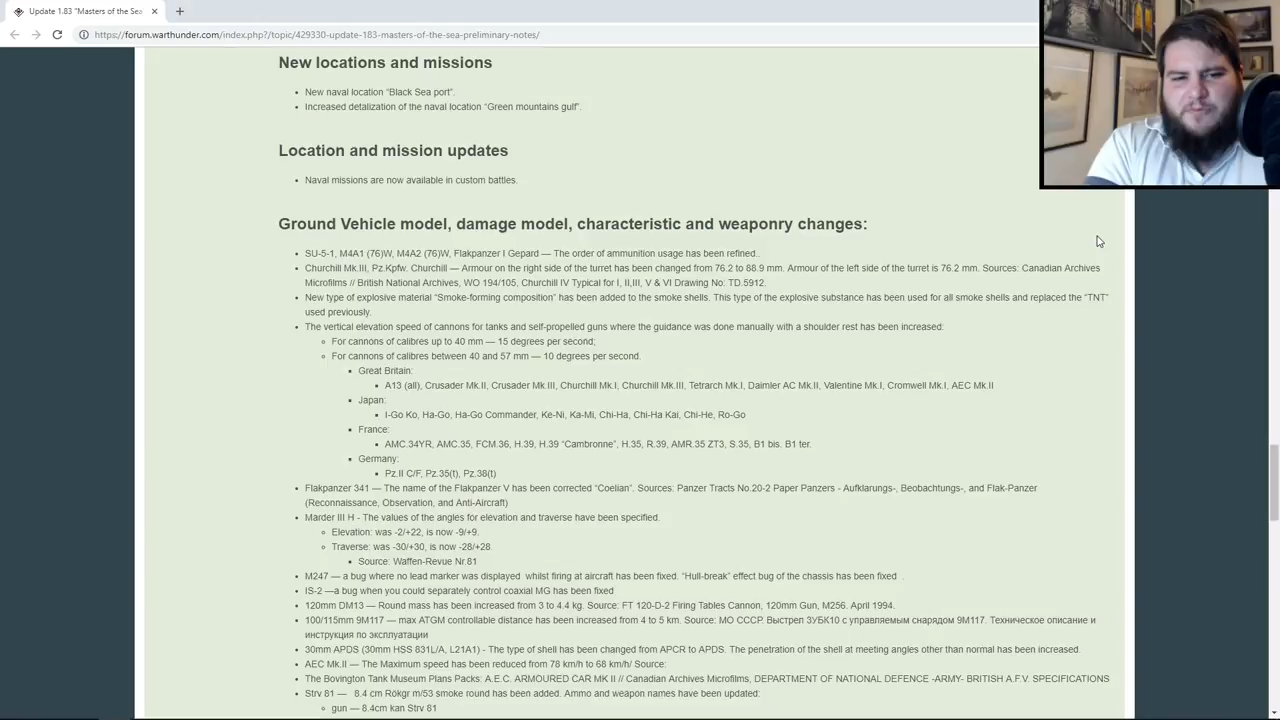 Update 1.83 "Masters of the Sea
https://forum.warthunder.com/index.php?/topic/429330-update-183-masters-of-the-sea-preliminary-notes/
New locations and missions
New naval location “Black Sea port”.
Increased detalization of the naval location “Green mountains gulf”.
Location and mission updates
Naval missions are now available in custom battles.
Ground Vehicle model, damage model, characteristic and weaponry changes:
SU-5-1, M4A1 (76)W, M4A2 (76)W, Flakpanzer I Gepard — The order of ammunition usage has been refined..
Churchill Mk.III, Pz.Kpfw. Churchill — Armour on the right side of the turret has been changed from 76.2 to 88.9 mm. Armour of the left side of the turret is 76.2 mm. Sources: Canadian Archives
Microfilms // British National Archives, WO 194/105, Churchill IV Typical for I, II,III, V & VI Drawing No: TD.5912.
New type of explosive material “Smoke-forming composition” has been added to the smoke shells. This type of the explosive substance has been used for all smoke shells and replaced the “TNT”
used previously.
The vertical elevation speed of cannons for tanks and self-propelled guns where the guidance was done manually with a shoulder rest has been increased:
For cannons of calibres up to 40 mm — 15 degrees per second;
For cannons of calibres between 40 and 57 mm — 10 degrees per second.
Great Britain:
A13 (all), Crusader Mk.II, Crusader Mk.III, Churchill Mk.I, Churchill Mk.III, Tetrarch Mk.I, Daimler AC Mk.II, Valentine Mk.I, Cromwell Mk.I, AEC Mk.II
Japan:
I-Go Ko, Ha-Go, Ha-Go Commander, Ke-Ni, Ka-Mi, Chi-Ha, Chi-Ha Kai, Chi-He, Ro-Go
France:
AMC.34YR, AMC.35, FCM.36, H.39, H.39 “Cambronne”, H.35, R.39, AMR.35 ZT3, S.35, B1 bis. B1 ter.
Germany:
Pz.II C/F, Pz.35(t), Pz.38(t)
Flakpanzer 341 — The name of the Flakpanzer V has been corrected “Coelian”. Sources: Panzer Tracts No.20-2 Paper Panzers - Aufklarungs-, Beobachtungs-, and Flak-Panzer
(Reconnaissance, Observation, and Anti-Aircraft)
Marder III H - The values of the angles for elevation and traverse have been specified.
Elevation: was -2/+22, is now -9/+9.
Traverse: was -30/+30, is now -28/+28
Source: Waffen-Revue Nr.81
M247 — a bug where no lead marker was displayed whilst firing at aircraft has been fixed. “Hull-break” effect bug of the chassis has been fixed .
IS-2 —a bug when you could separately control coaxial MG has been fixed
120mm DM13 — Round mass has been increased from 3 to 4.4 kg. Source: FT 120-D-2 Firing Tables Cannon, 120mm Gun, M256. April 1994.
100/115mm 9M117 — max ATGM controllable distance has been increased from 4 to 5 km. Source: МО СССР. Выстрел ЗУБК10 с управляемым снарядом 9М117. Техническое описание и
инструкция по эксплуатации
30mm APDS (30mm HSS 831L/A, L21A1) - The type of shell has been changed from APCR to APDS. The penetration of the shell at meeting angles other than normal has been increased.
AEC Mk.II — The Maximum speed has been reduced from 78 km/h to 68 km/h/ Source:
The Bovington Tank Museum Plans Packs: A.E.C. ARMOURED CAR MK II // Canadian Archives Microfilms, DEPARTMENT OF NATIONAL DEFENCE -ARMY- BRITISH A.F.V. SPECIFICATIONS
Strv 81 — 8.4 cm Rökgr m/53 smoke round has been added. Ammo and weapon names have been updated:
gun — 8.4cm kan Strv 81